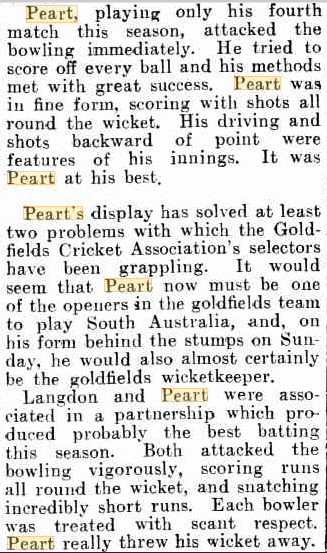 Peart, playing only his fourth
match this season, attacked the
bowling immediately. He tried to
score off every ball and his methods
met with great success. Peart was
in fine form, scoring with shots all
round the wicket. His driving and
shots backward of point were
features of his innings. It was
Peart at his best.
Peart's display has solved at least
two problems with which the Gold-
fields Cricket Association's selectors
have been grappling. It would
seem that Peart now must be one
of the openers in the goldfields team
to play South Australia, and, on
his form behind the stumps on Sun-
day, he would also almost certainly
be the goldfields wicketkeeper.
Langdon and Peart were asso-
ciated in a partnership which pro-
duced probably the best batting
this season. Both attacked the
bowling vigorously, scoring runs
all round the wicket, and snatching
incredibly short runs. Each bowler
was treated with scant respect.
Peart really threw his wicket away.